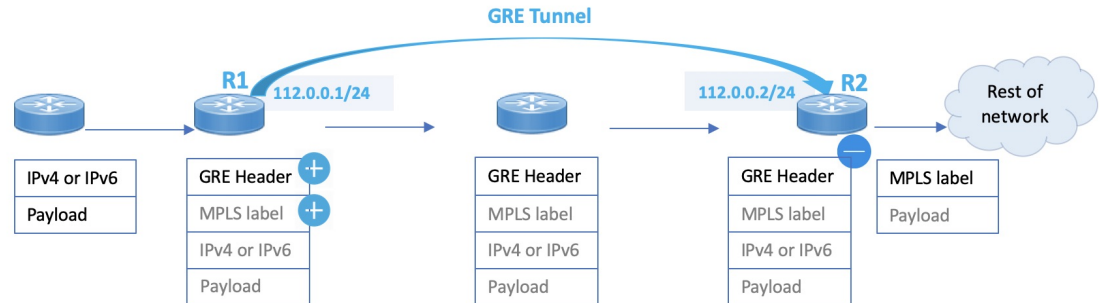 GRE Tunnel
R1
112.0.0.1/24
112.0.0.2/24
R2
Rest of
network
IPv4 or IPv6
Payload
GRE Header
MPLS label
IPv4 or IPv6
Payload
GRE Header
MPLS label
IPv4 or IPv6
Payload
GRE Header
MPLS label
IPv4 or IPv6
Payload
MPLS label
Payload